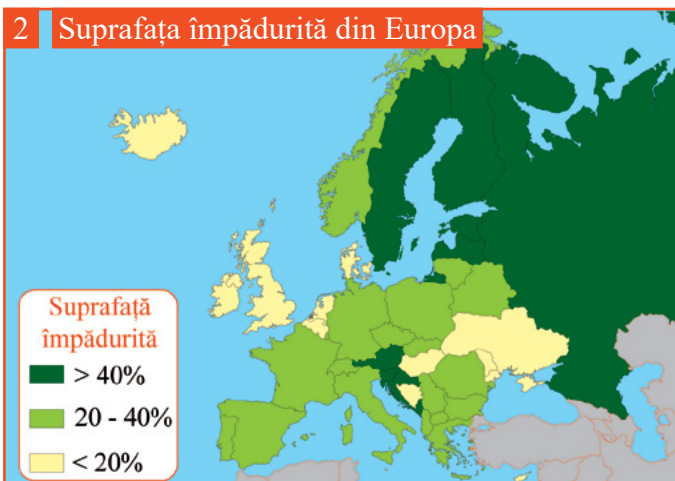 2 Suprafața împădurită din Europa
Suprafață
împădurită
> 40%
20 - 40%
< 20%